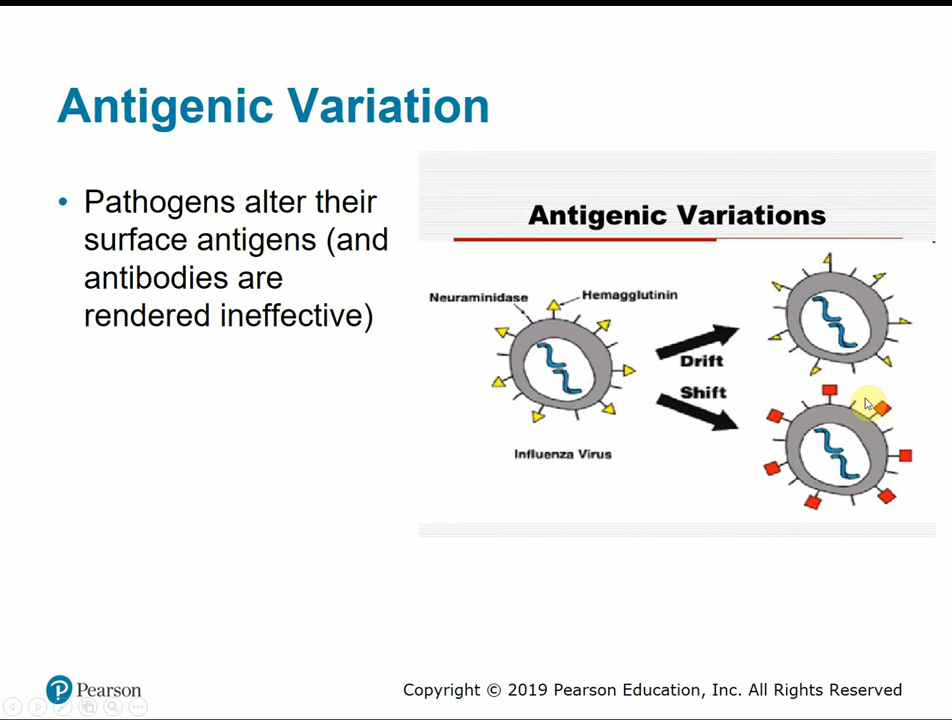 Antigenic Variation
• Pathogens alter their
surface antigens (and
antibodies are
rendered ineffective)
Antigenic Variations
Neuraminidase
Hemagglutinin
Drift
Shift
Influenza Virus
Pearson
Copyright © 2019 Pearson Education, Inc. All Rights Reserved